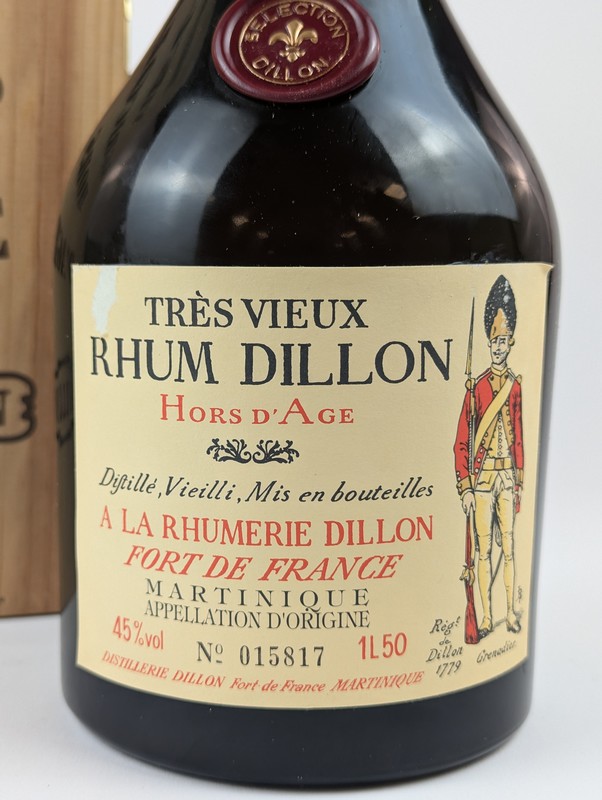 SELECTION
DILLON
TRÈS VIEUX
RHUM DILLON
HORS D'AGE
Distillé, Vieilli, Mis en bouteilles
A LA RHUMERIE DILLON
FORT DE FRANCE
MARTINIQUE
APPELLATION D'ORIGINE
45% vol
Nº 015817
1L50
DISTILLERIE DILLON Fort-de-France MARTINIQUE
Régt
de
Dillon
1779
Grenadier